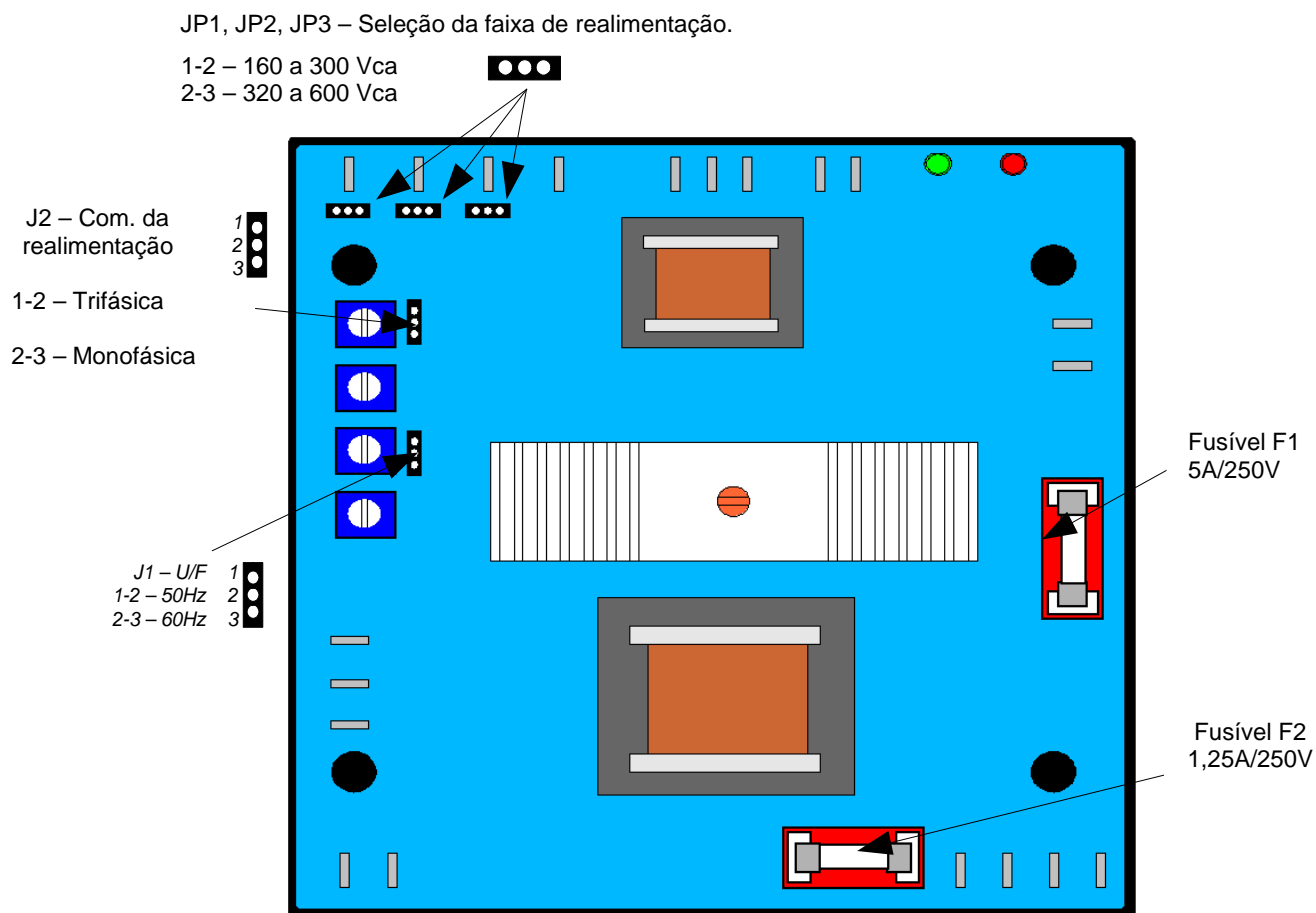 JP1, JP2, JP3 – Seleção da faixa de realimentação.
1-2 – 160 a 300 Vca
2-3 – 320 a 600 Vca
J2 – Com. da
realimentação
1
2
3
1-2 – Trifásica
2-3 – Monofásica
Fusível F1
5A/250V
J1 – U/F 1
1-2 – 50Hz 2
2-3 – 60Hz 3
Fusível F2
1,25A/250V